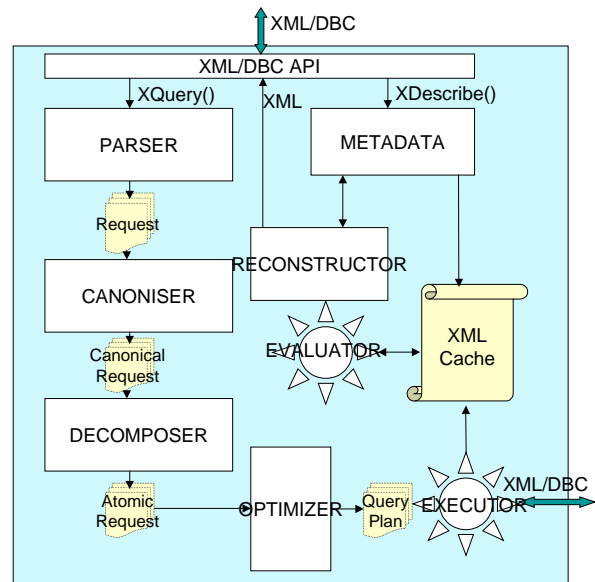 XML/DBC
XML/DBC API
XQuery()
XML
XDescribe()
PARSER
METADATA
Request
RECONSTRUCTOR
CANONISER
EVALUATOR
XML
Cache
Canonical
Request
DECOMPOSER
Atomic
Request
OPTIMIZER
Query
Plan
EXECUTOR
XML/DBC